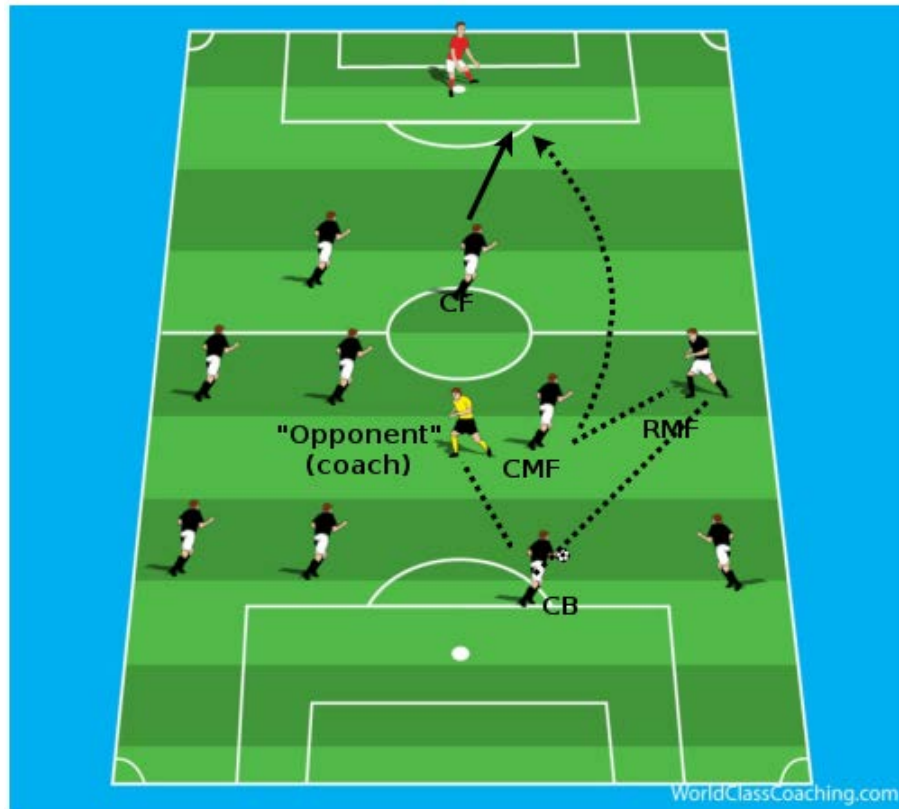 CF
"Opponent"
(coach)
CMF
RMF
CB
WorldClassCoaching.com